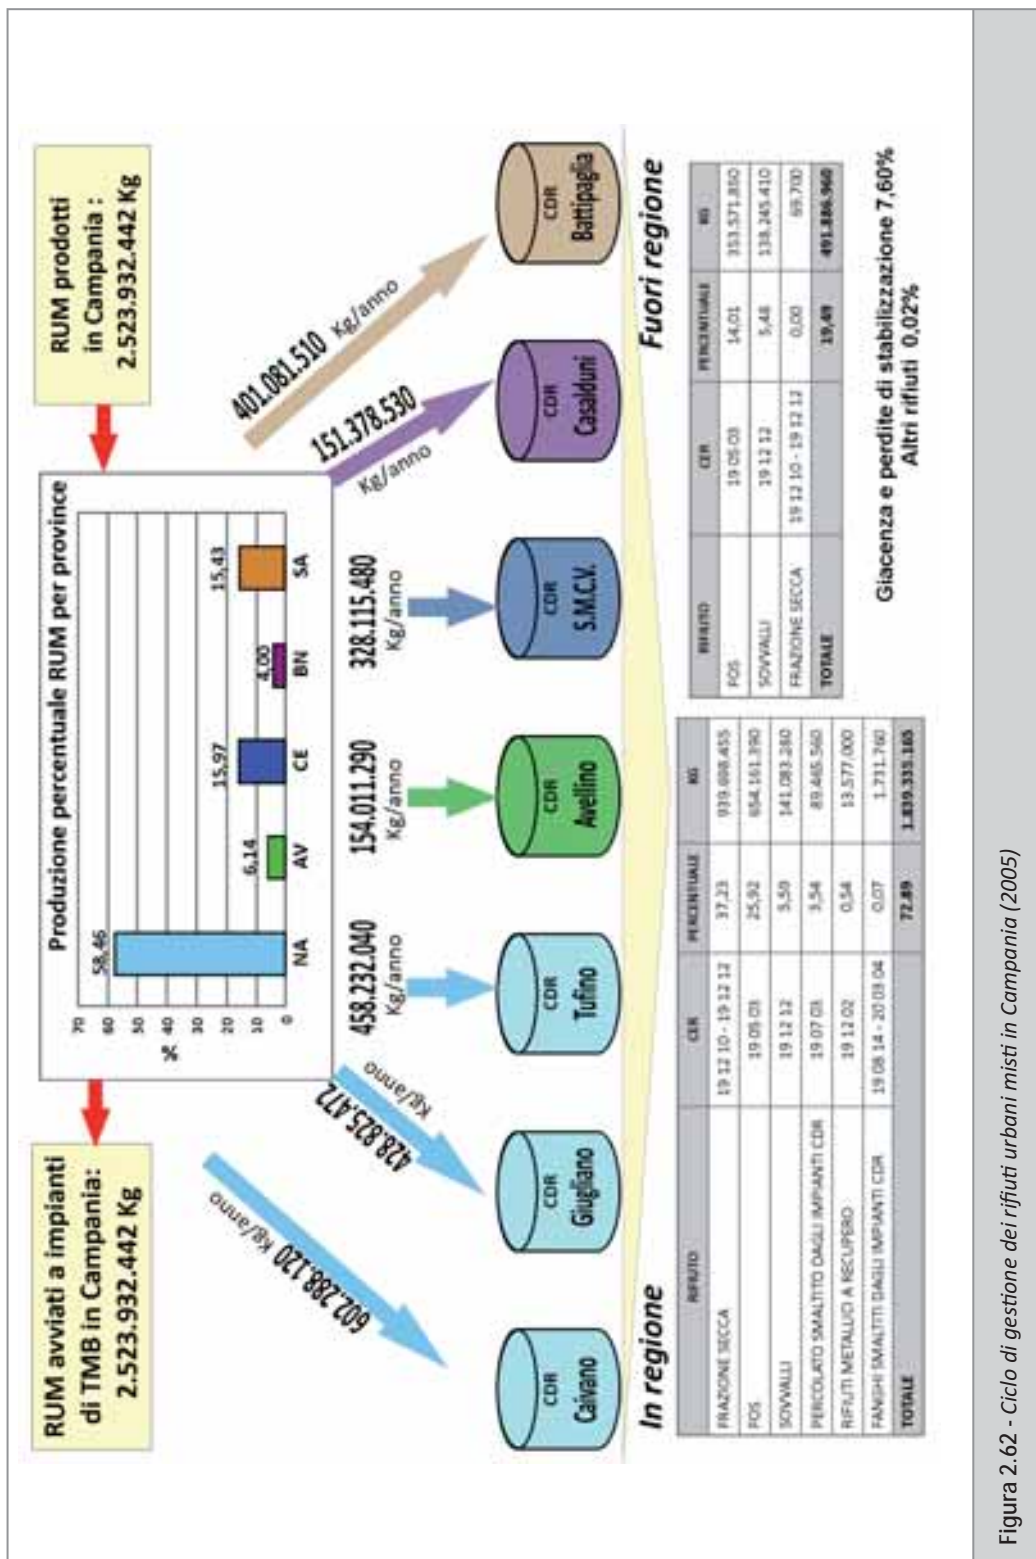 RUM avviati a impianti
di TMB in Campania:
2.523.932.442 Kg
RUM prodotti
in Campania :
2.523.932.442 Kg
Produzione percentuale RUM per province
%
70
60
50
40
30
20
10
0
58,46
6,14
15,97
4,00
15,43
NA
AV
CE
BN
SA
602.288.120 Kg/anno
428.825.472
Kg/anno
458.232.040
Kg/anno
154.011.290
Kg/anno
328.115.480
Kg/anno
151.378.530
Kg/anno
401.081.510 Kg/anno
CDR
Caivano
CDR
Giugliano
CDR
Tufino
CDR
Avellino
CDR
S.M.C.V.
CDR
Casalduni
CDR
Battipaglia
In regione
RIFIUTO CER PERCENTUALE KG
FRAZIONE SECCA 19 12 10 - 19 12 12 37,23 939.698.455
FOS 19 05 03 25,92 654.161.390
SOVVALLI 19 12 12 5,59 141.083.260
PERCOLATO SMALTITO DAGLI IMPIANTI CDR 19 07 03 3,54 89.465.560
RIFIUTI METALLICI A RECUPERO 19 12 02 0,54 13.577.000
FANGHI SMALTITI DAGLI IMPIANTI CDR 19 08 14 - 20 03 04 0,07 1.731.760
TOTALE 72.89
Fuori regione
RIFIUTO CER PERCENTUALE KG
FOS 19 05 03 14,01 353.571.850
SOVVALLI 19 12 12 5,48 138.245.410
FRAZIONE SECCA 19 12 10 - 19 12 12 0,00 69.700
TOTALE 19,49 491.886.960
Giacenza e perdite di stabilizzazione 7,60%
Altri rifiuti 0,02%
Figura 2.62 - Ciclo di gestione dei rifiuti urbani misti in Campania (2005)